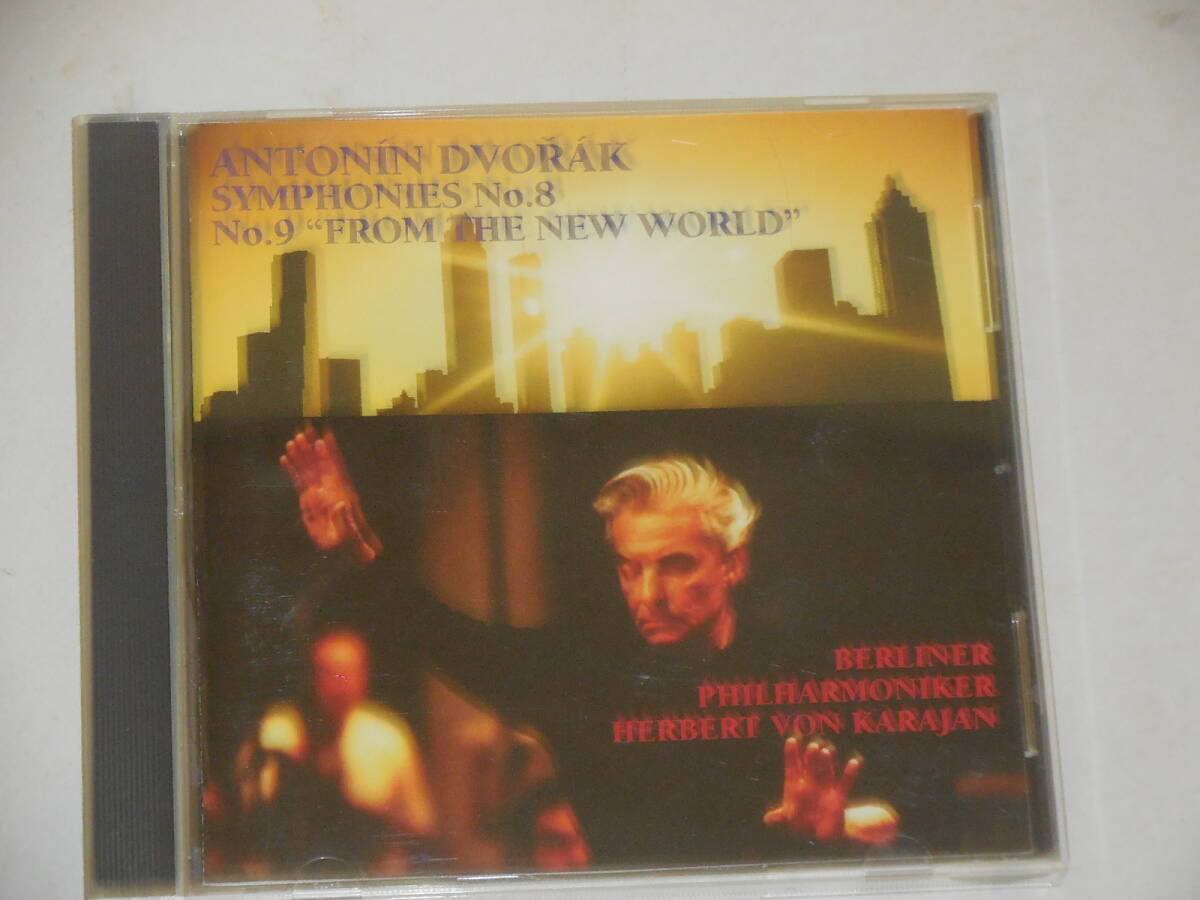 ANTONÍN DVOŘÁK
SYMPHONIES No.8
No.9 “FROM THE NEW WORLD”
BERLINER
PHILHARMONIKER
HERBERT VON KARAJAN